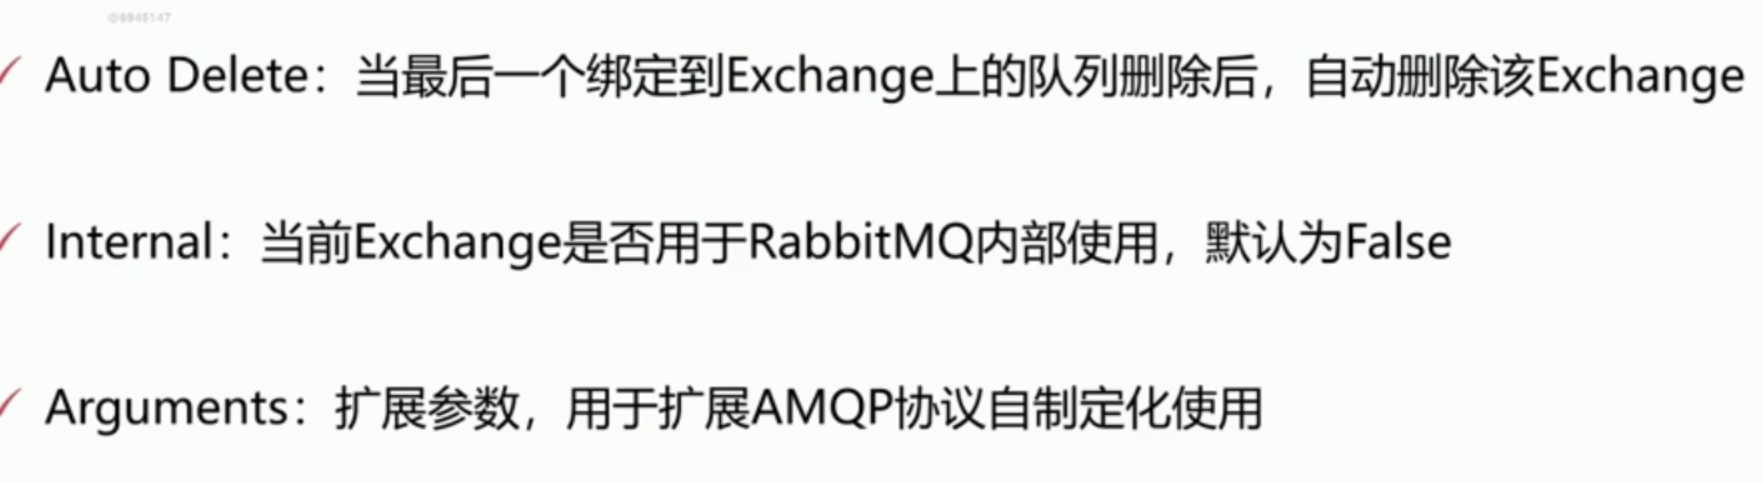 @6945147
Auto Delete：当最后一个绑定到Exchange上的队列删除后，自动删除该Exchange
Internal：当前Exchange是否用于RabbitMQ内部使用，默认为False
Arguments：扩展参数，用于扩展AMQP协议自制定化使用